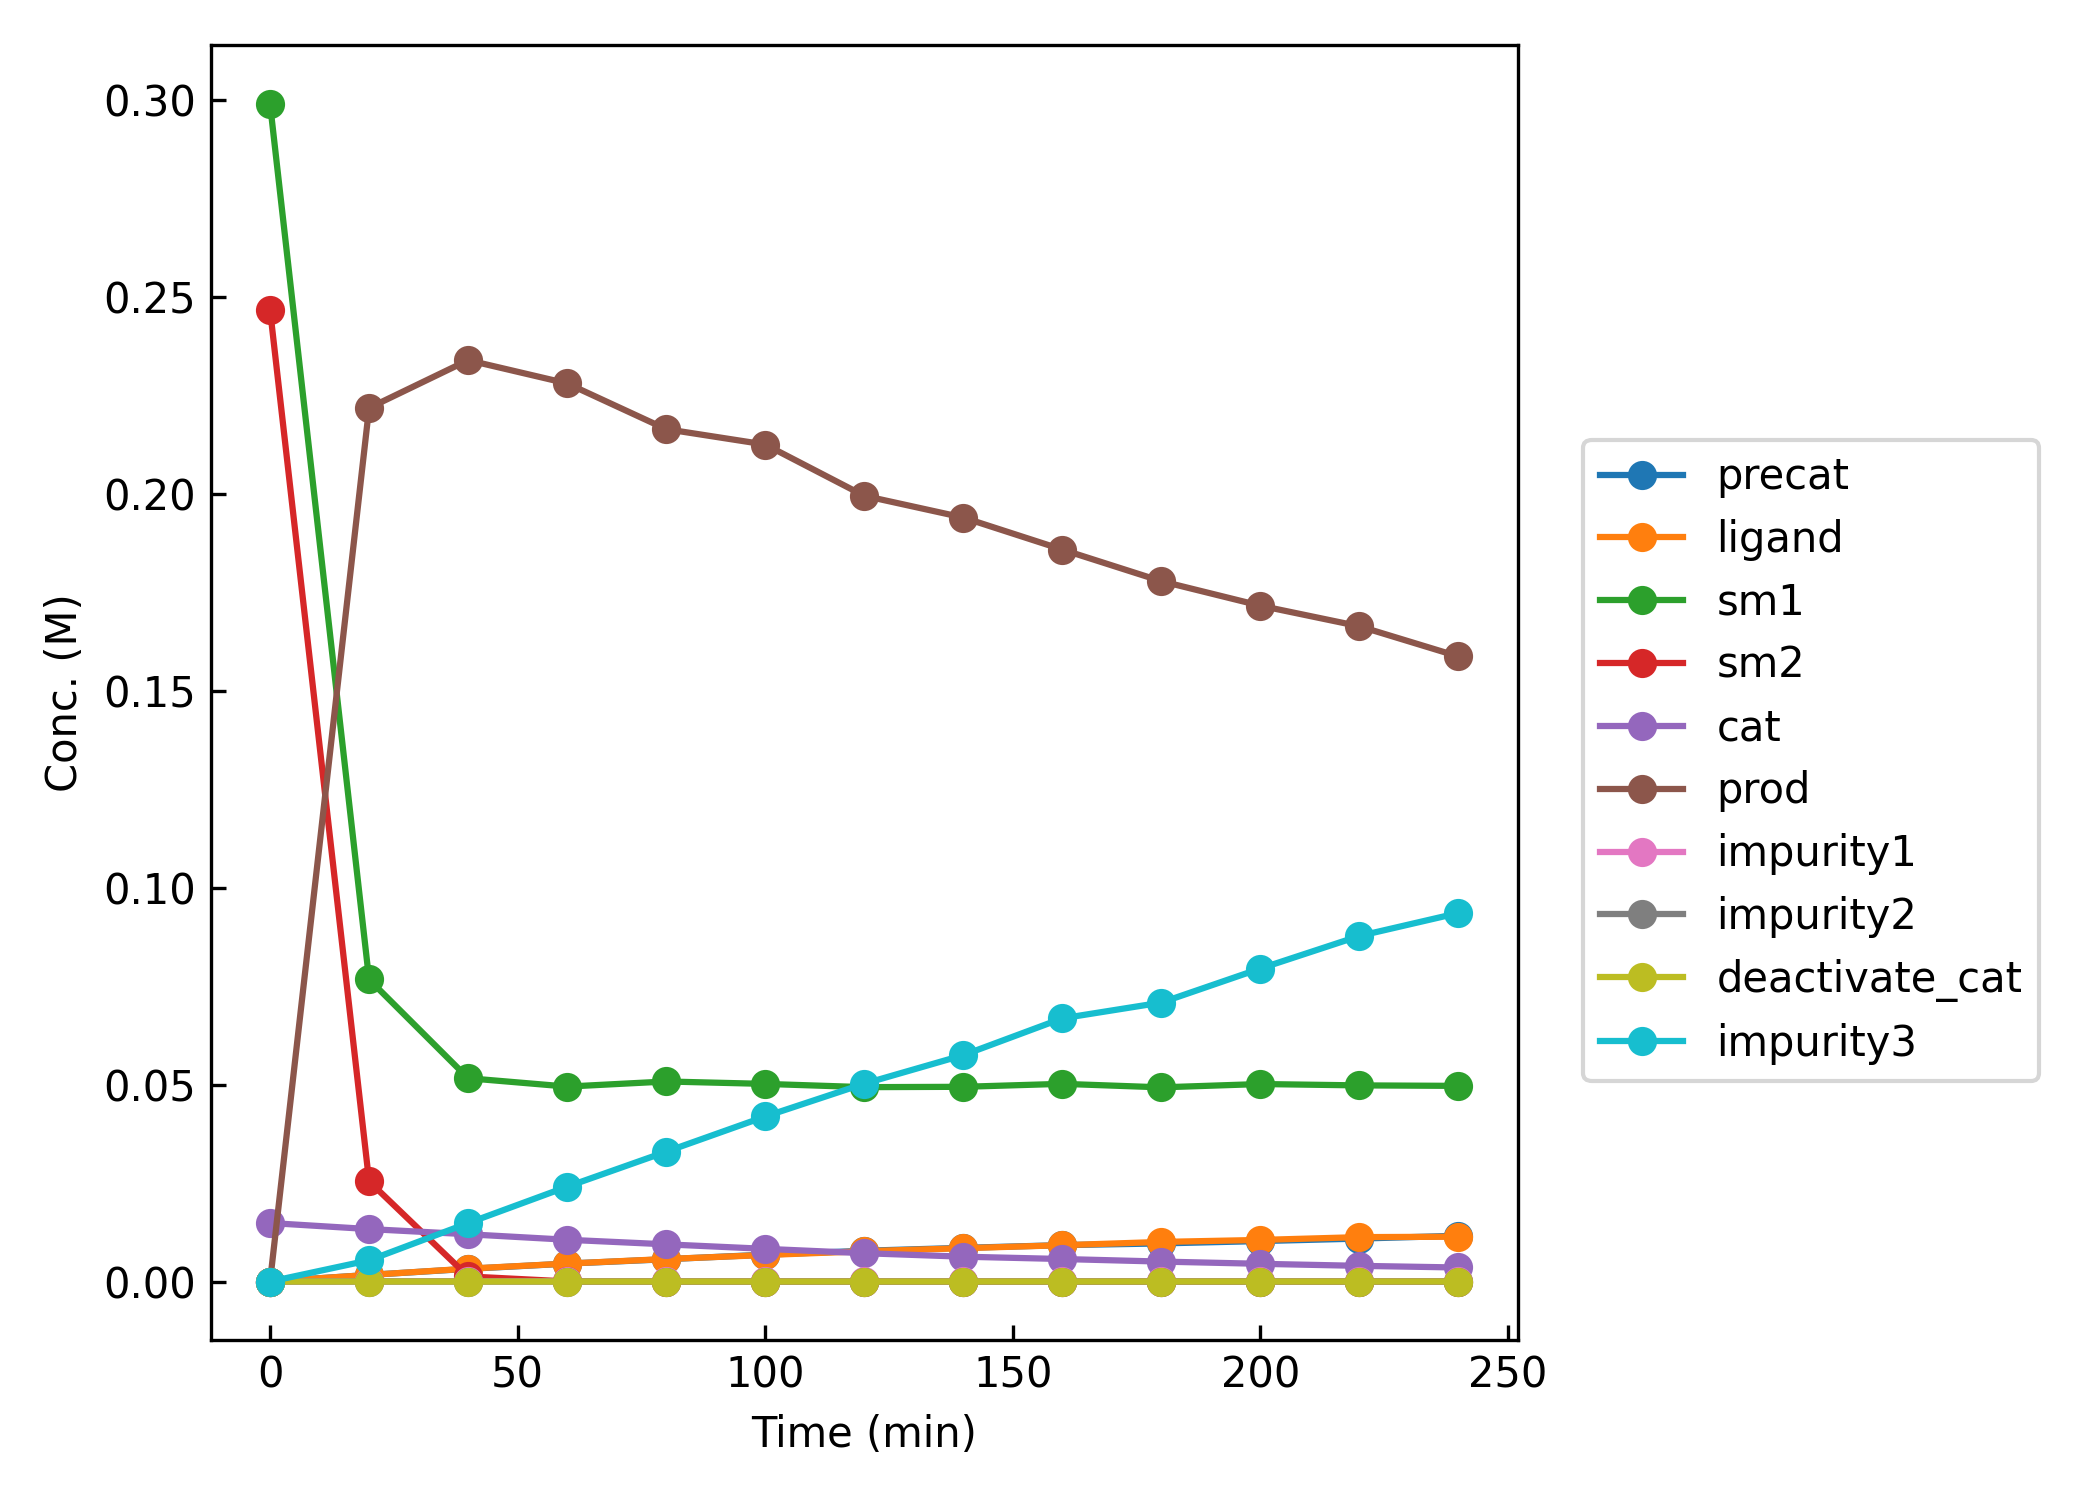 0.30
0.25
0.20
0.15
0.10
0.05
0.00
Conc. (M)
0 50 100 150 200 250
Time (min)
precat
ligand
sm1
sm2
cat
prod
impurity1
impurity2
deactivate_cat
impurity3